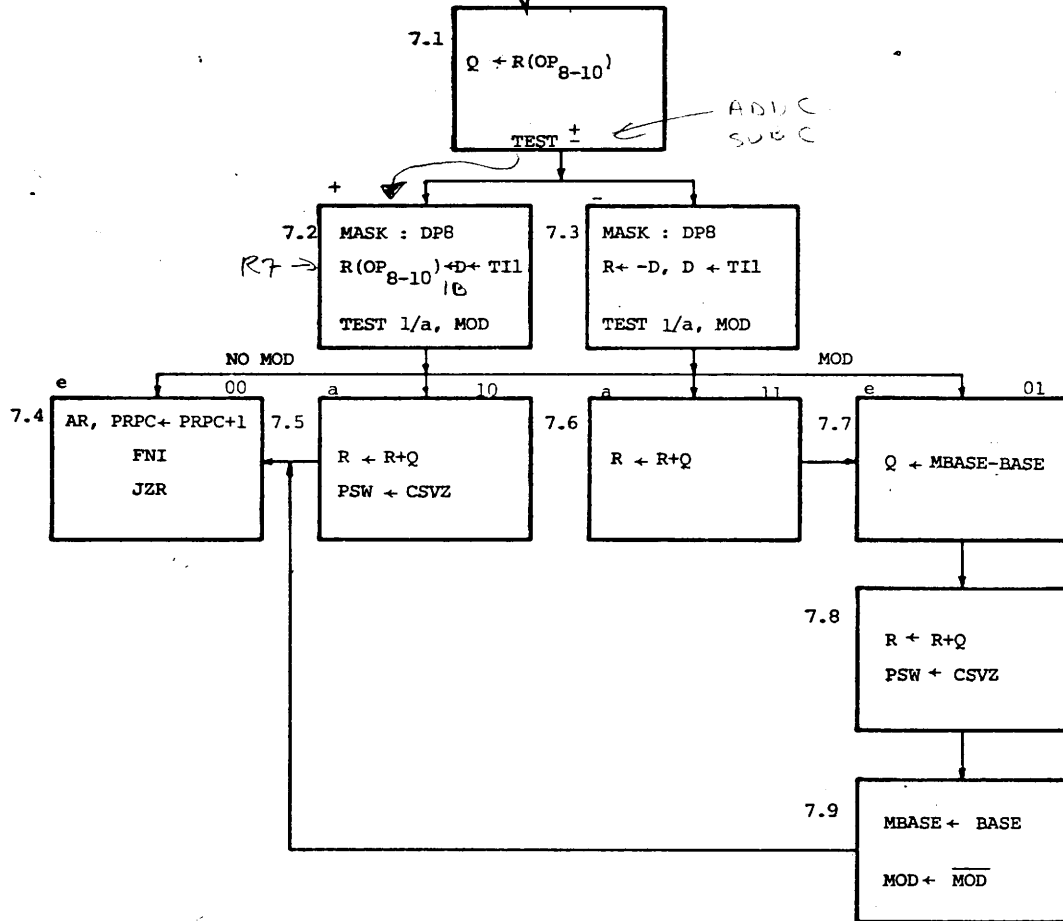 7.1
Q ← R(OP8-10)
TEST ±
ADDC
SUBC
+
-
7.2
MASK : DP8
R7 → R(OP8-10) ←D← TI1
IB
TEST 1/a, MOD
7.3
MASK : DP8
R← -D, D ← TI1
TEST 1/a, MOD
NO MOD
MOD
e 00
7.4
AR, PRPC← PRPC+1
FNI
JZR
a 10
7.5
R ← R+Q
PSW ← CSVZ
a 11
7.6
R ← R+Q
e 01
7.7
Q ← MBASE-BASE
7.8
R ← R+Q
PSW ← CSVZ
7.9
MBASE← BASE
MOD← M̅O̅D̅